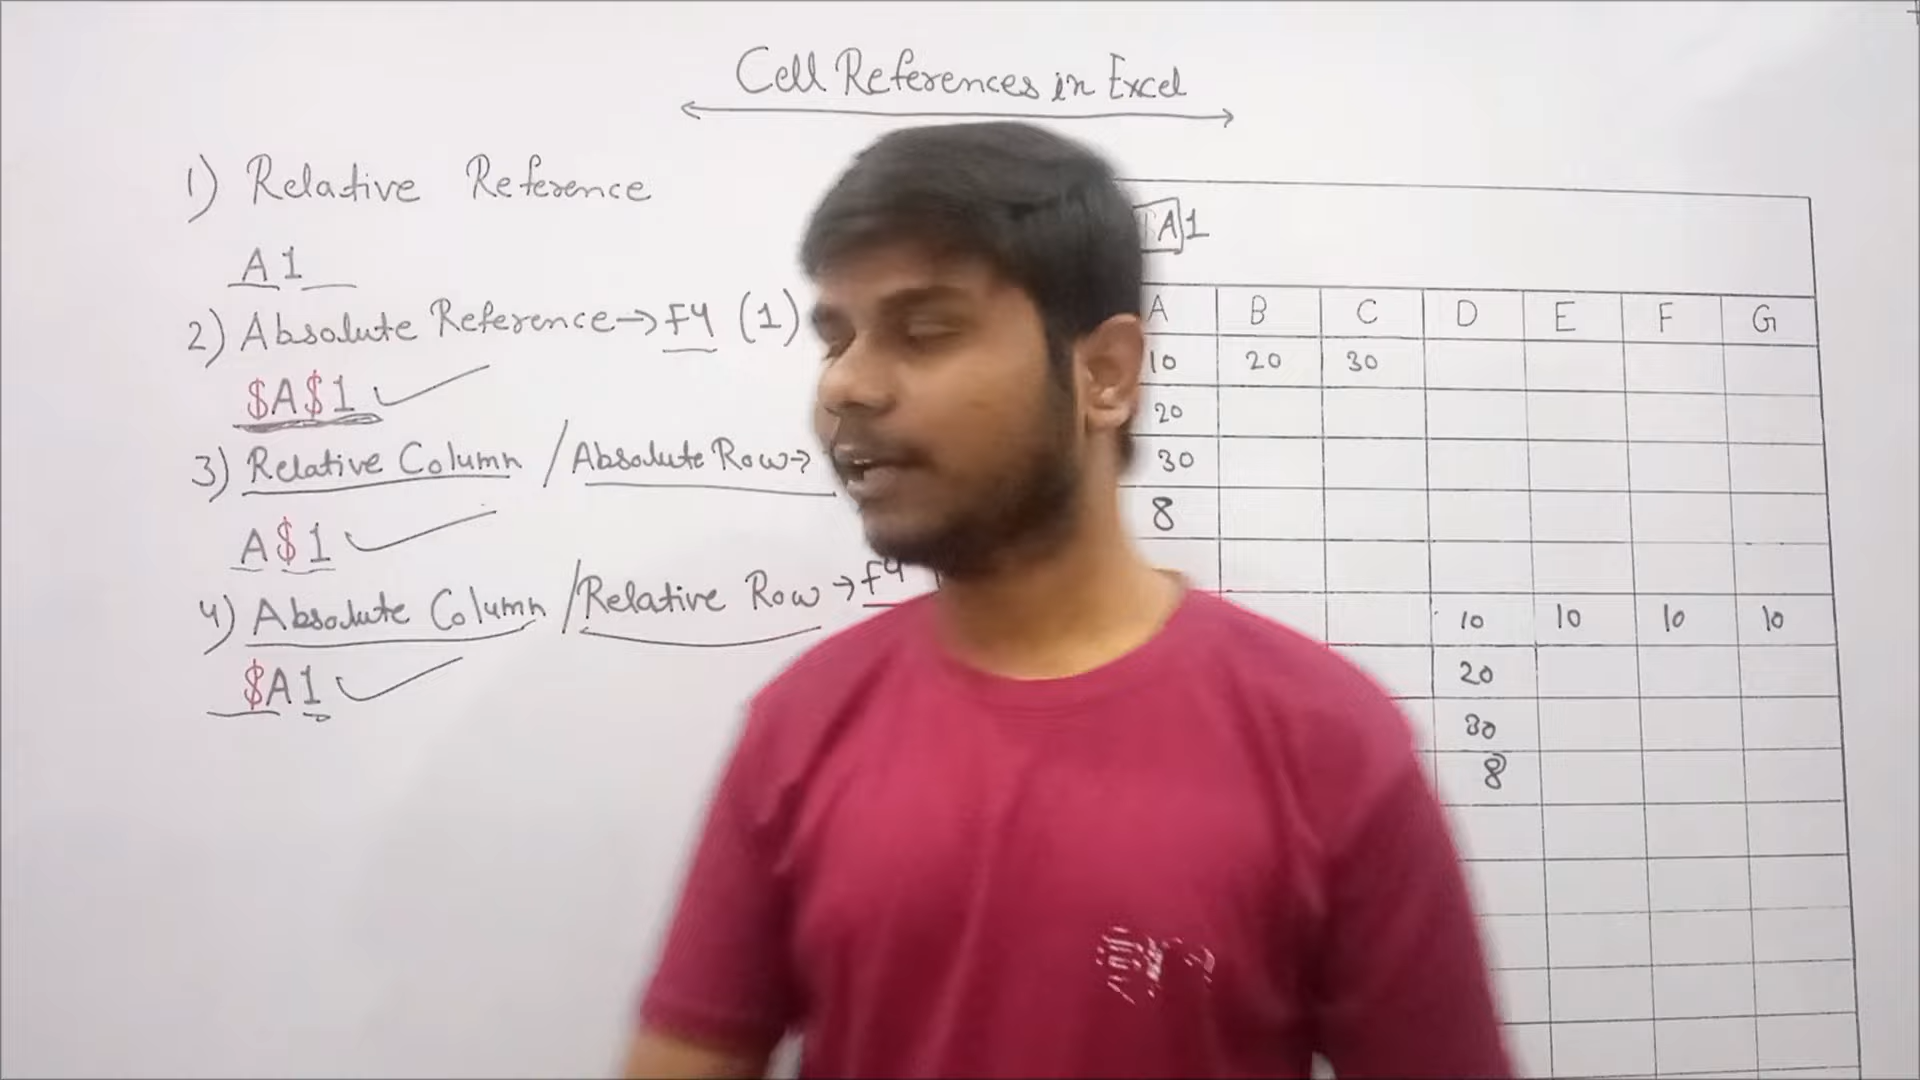 Cell References in Excel
1) Relative Reference
A1
2) Absolute Reference→F4 (1)
$A$1
3) Relative Column / Absolute Row→
A$1
4) Absolute Column / Relative Row →F4
$A1
A1
A B C D E F G
10 20 30
20
30
8
10 10 10 10
20
30
8